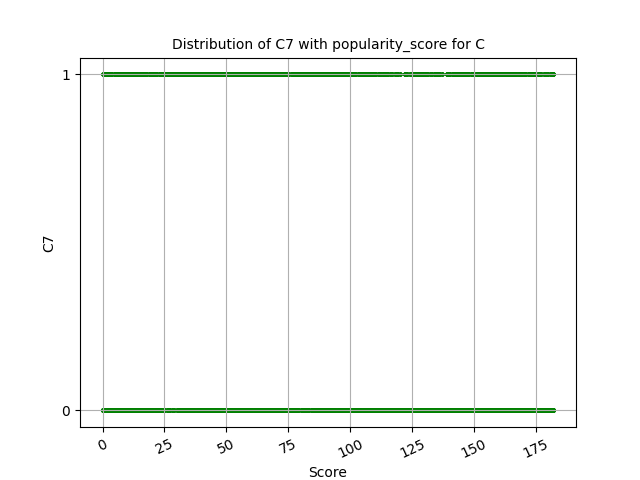 Distribution of C7 with popularity_score for C
1
C7
0
0 25 50 75 100 125 150 175
Score